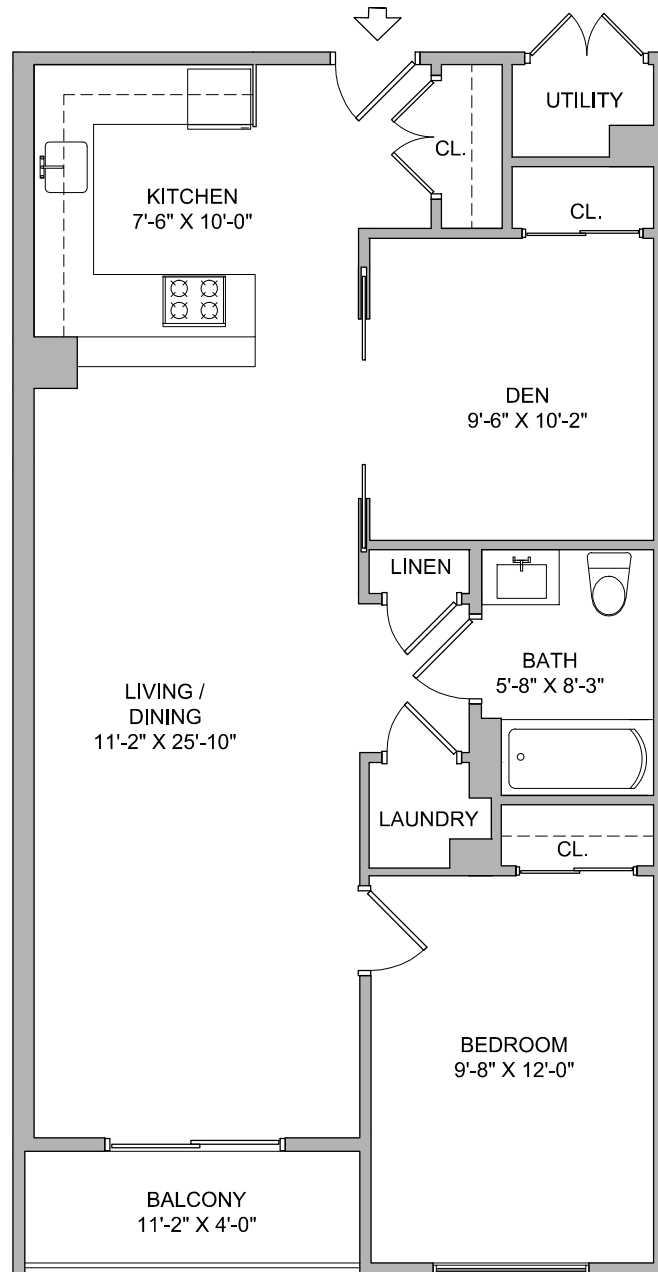 UTILITY
CL.
KITCHEN
7'-6" X 10'-0"
CL.
DEN
9'-6" X 10'-2"
LINEN
BATH
5'-8" X 8'-3"
LIVING /
DINING
11'-2" X 25'-10"
LAUNDRY
CL.
BEDROOM
9'-8" X 12'-0"
BALCONY
11'-2" X 4'-0"